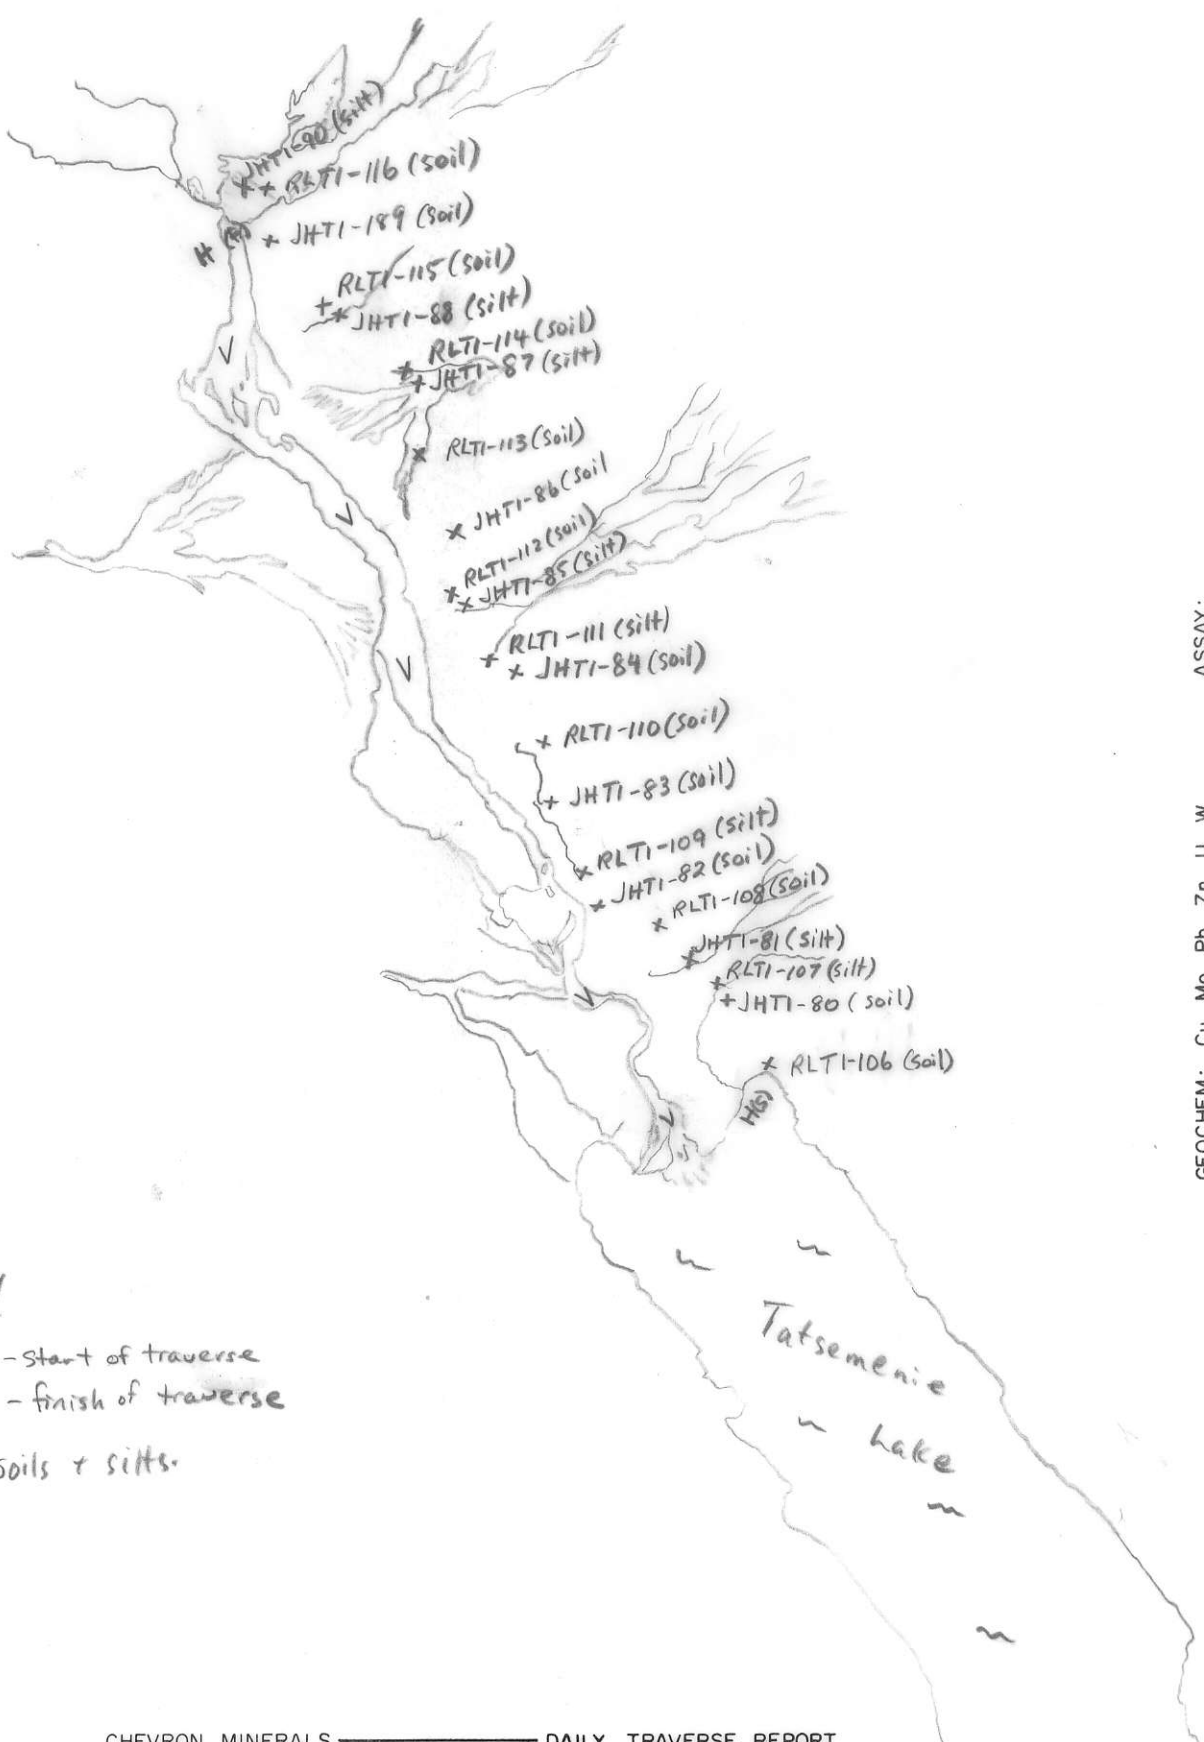 JHT1-90 (silt)
RLT1-116 (soil)
JHT1-189 (soil)
H
RLT1-115 (soil)
JHT1-88 (silt)
RLT1-114 (soil)
JHT1-87 (silt)
RLT1-113 (soil)
JHT1-86 (soil
RLT1-112 (soil)
JHT1-85 (silt)
RLT1-111 (silt)
JHT1-84 (soil)
RLT1-110 (soil)
JHT1-83 (soil)
RLT1-109 (silt)
JHT1-82 (soil)
RLT1-108 (soil)
JHT1-81 (silt)
RLT1-107 (silt)
JHT1-80 (soil)
RLT1-106 (soil)
H(S)
Tatsemenie
Lake
- Start of traverse
- finish of traverse
soils + silts.
GEOCHEM: Cu Mo Pb Zn U W ASSAY:
CHEVRON MINERALS DAILY TRAVERSE REPORT